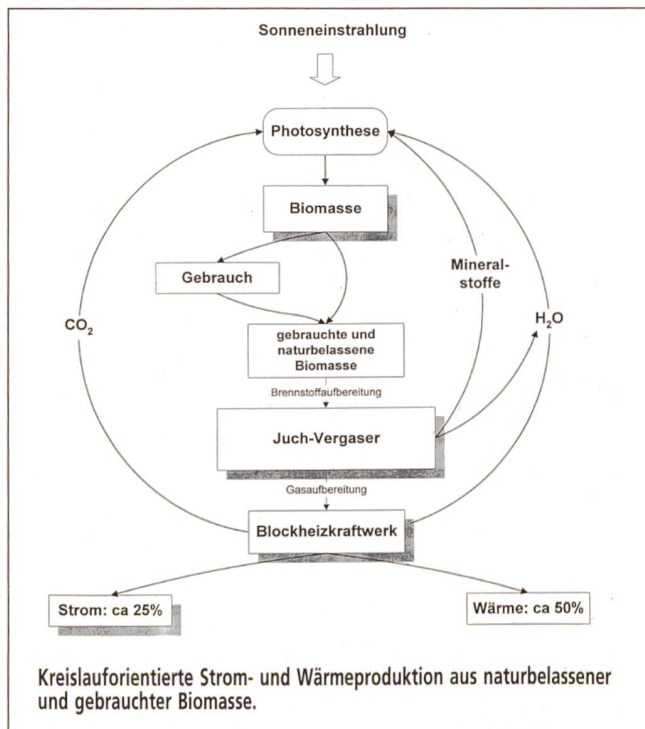 Sonneneinstrahlung
Photosynthese
Biomasse
Gebrauch
Mineral-
stoffe
CO₂
H₂O
gebrauchte und
naturbelassene
Biomasse
Brennstoffaufbereitung
Juch-Vergaser
Gasaufbereitung
Blockheizkraftwerk
Strom: ca 25%
Wärme: ca 50%
Kreislauforientierte Strom- und Wärmeproduktion aus naturbelassener
und gebrauchter Biomasse.